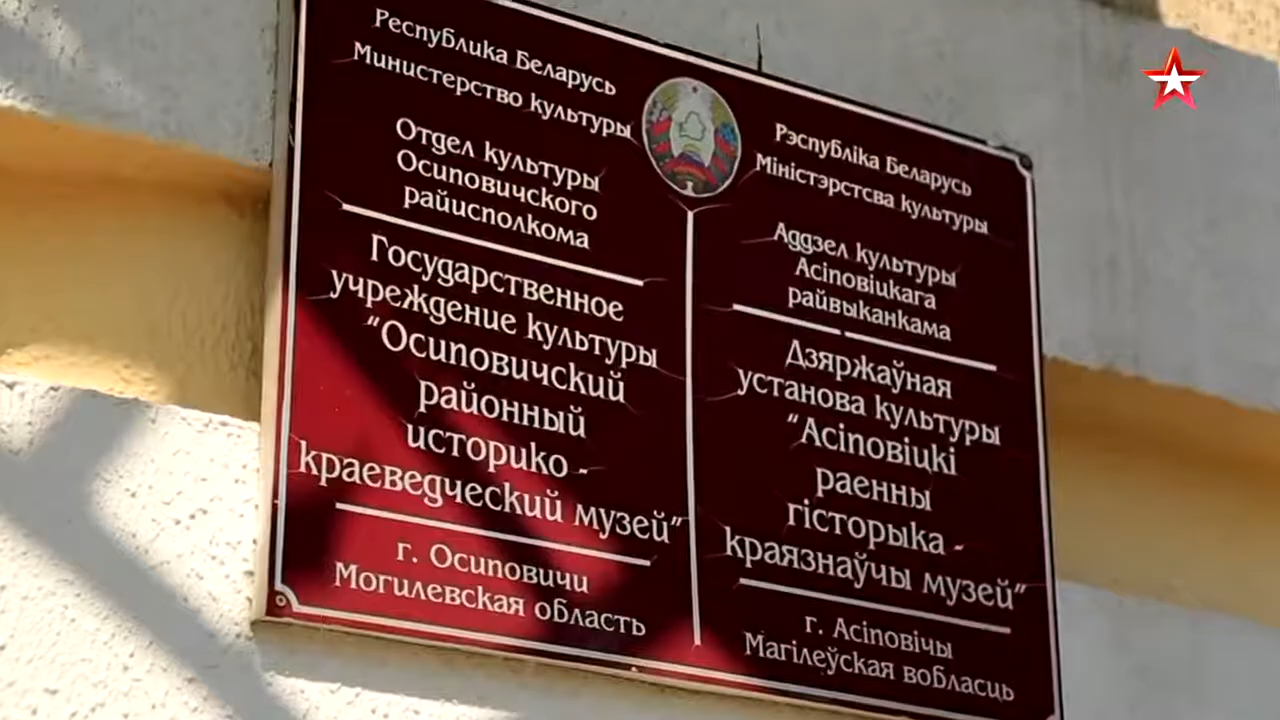 Республика Беларусь
Министерство культуры
Отдел культуры
Осиповичского
райисполкома
Государственное
учреждение культуры
"Осиповичский
районный
историко -
краеведческий музей"
г. Осиповичи
Могилевская область
Рэспубліка Беларусь
Міністэрстсва культуры
Аддзел культуры
Асіповіцкага
райвыканкама
Дзяржаўная
установа культуры
"Асіповіцкі
раенны
гісторыка -
краязнаўчы музей"
г. Асіповічы
Магілеўская вобласць